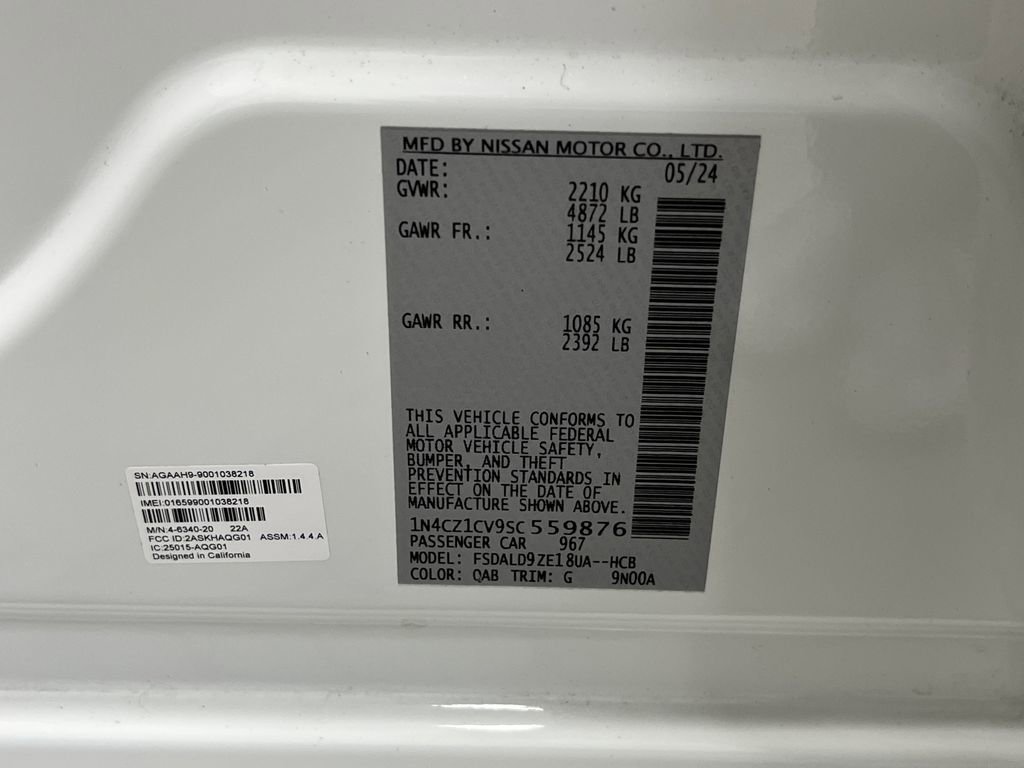 MFD BY NISSAN MOTOR CO., LTD.
DATE: 05/24
GVWR: 2210 KG
4872 LB
GAWR FR.: 1145 KG
2524 LB
GAWR RR.: 1085 KG
2392 LB
THIS VEHICLE CONFORMS TO
ALL APPLICABLE FEDERAL
MOTOR VEHICLE SAFETY,
BUMPER, AND THEFT
PREVENTION STANDARDS IN
EFFECT ON THE DATE OF
MANUFACTURE SHOWN ABOVE.
1N4CZ1CV9SC559876
PASSENGER CAR 967
MODEL: FSDALD9ZE18UA--HCB
COLOR: QAB TRIM: G 9N00A
SN:AGAAH9-9001038218
IMEI:016599001038218
M/N:4-6340-20 22A
FCC ID:2ASKHAQG01 ASSM:1.4.4.A
IC:25015-AQG01
Designed in California